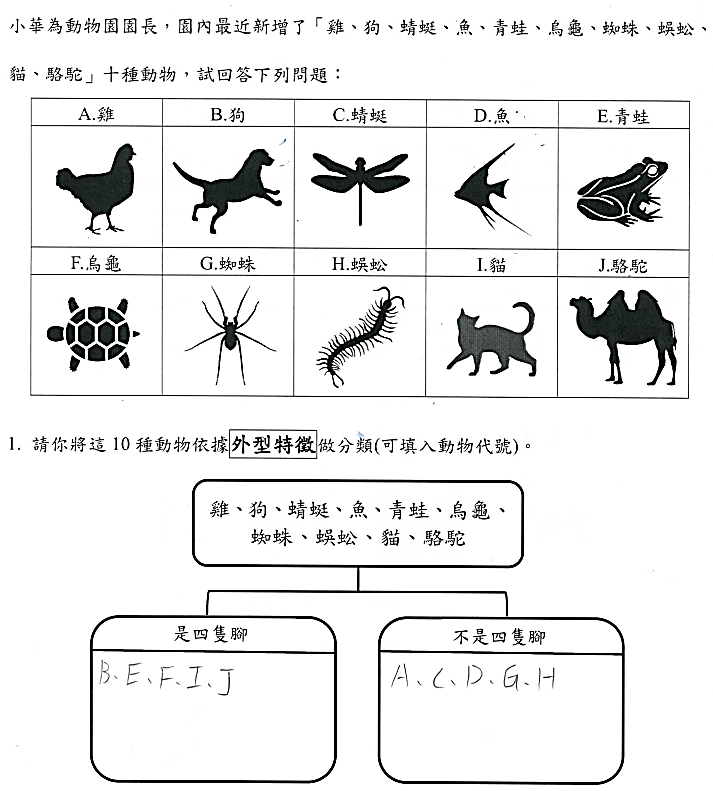 小華為動物園園長，園內最近新增了「雞、狗、蜻蜓、魚、青蛙、烏龜、蜘蛛、蜈蚣、
貓、駱駝」十種動物，試回答下列問題：
A.雞 B.狗 C.蜻蜓 D.魚 E.青蛙
F.烏龜 G.蜘蛛 H.蜈蚣 I.貓 J.駱駝
1. 請你將這10種動物依據外型特徵做分類(可填入動物代號)。
雞、狗、蜻蜓、魚、青蛙、烏龜、
蜘蛛、蜈蚣、貓、駱駝
是四隻腳
B、E、F、I、J
不是四隻腳
A、C、D、G、H